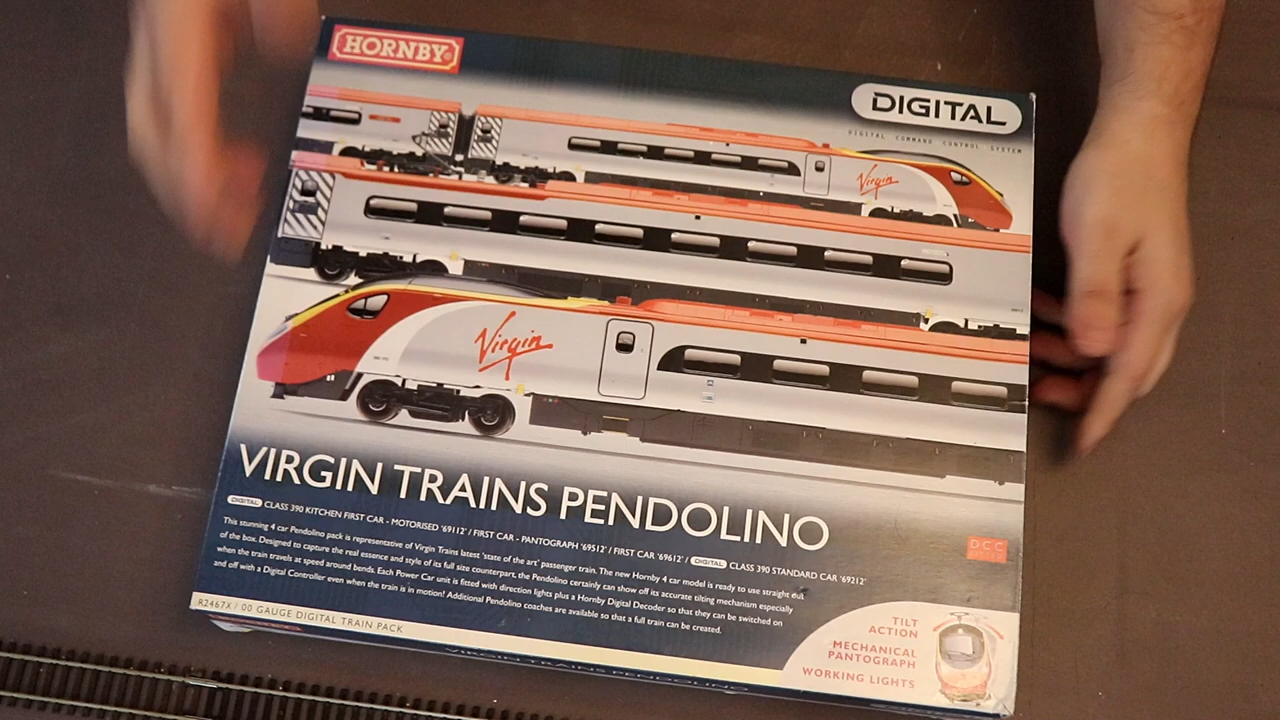 HORNBY
DIGITAL
DIGITAL COMMAND CONTROL SYSTEM
Virgin
Virgin
VIRGIN TRAINS PENDOLINO
DIGITAL CLASS 390 KITCHEN FIRST CAR - MOTORISED '69112' / FIRST CAR - PANTOGRAPH '69512' / FIRST CAR '69612' / DIGITAL CLASS 390 STANDARD CAR '69212'
This stunning 4 car Pendolino pack is representative of Virgin Trains latest 'state of the art' passenger train. The new Hornby 4 car model is ready to use straight out
of the box. Designed to capture the real essence and style of its full size counterpart, the Pendolino certainly can show off its accurate tilting mechanism especially
when the train travels at speed around bends. Each Power Car unit is fitted with direction lights plus a Hornby Digital Decoder so that they can be switched on
and off with a Digital Controller even when the train is in motion! Additional Pendolino coaches are available so that a full train can be created.
DCC
R2467X / 00 GAUGE DIGITAL TRAIN PACK
TILT
ACTION
MECHANICAL
PANTOGRAPH
WORKING LIGHTS
VIRGIN TRAINS PENDOLINO